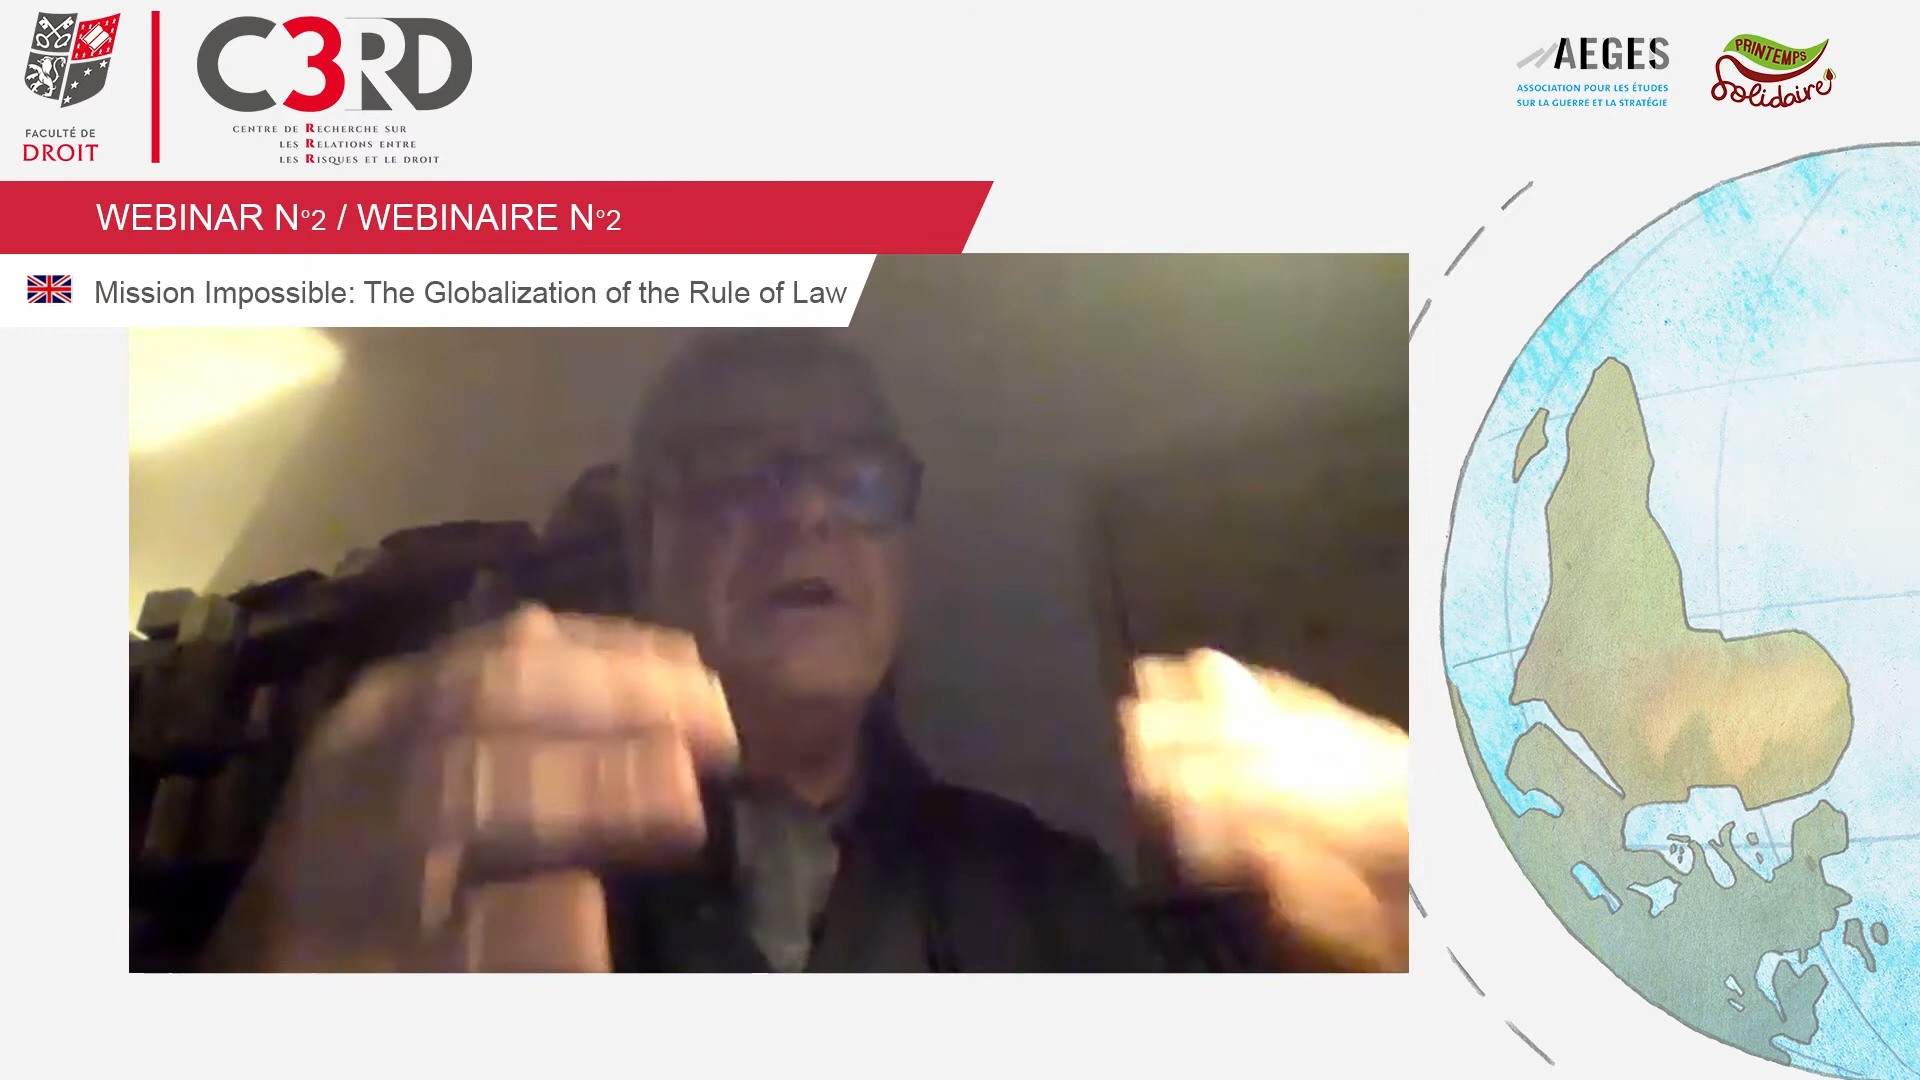 FACULTÉ DE
DROIT
C3RD
CENTRE DE RECHERCHE SUR
LES RELATIONS ENTRE
LES RISQUES ET LE DROIT
AEGES
ASSOCIATION POUR LES ÉTUDES
SUR LA GUERRE ET LA STRATÉGIE
PRINTEMPS
Solidaire
WEBINAR N°2 / WEBINAIRE N°2
Mission Impossible: The Globalization of the Rule of Law